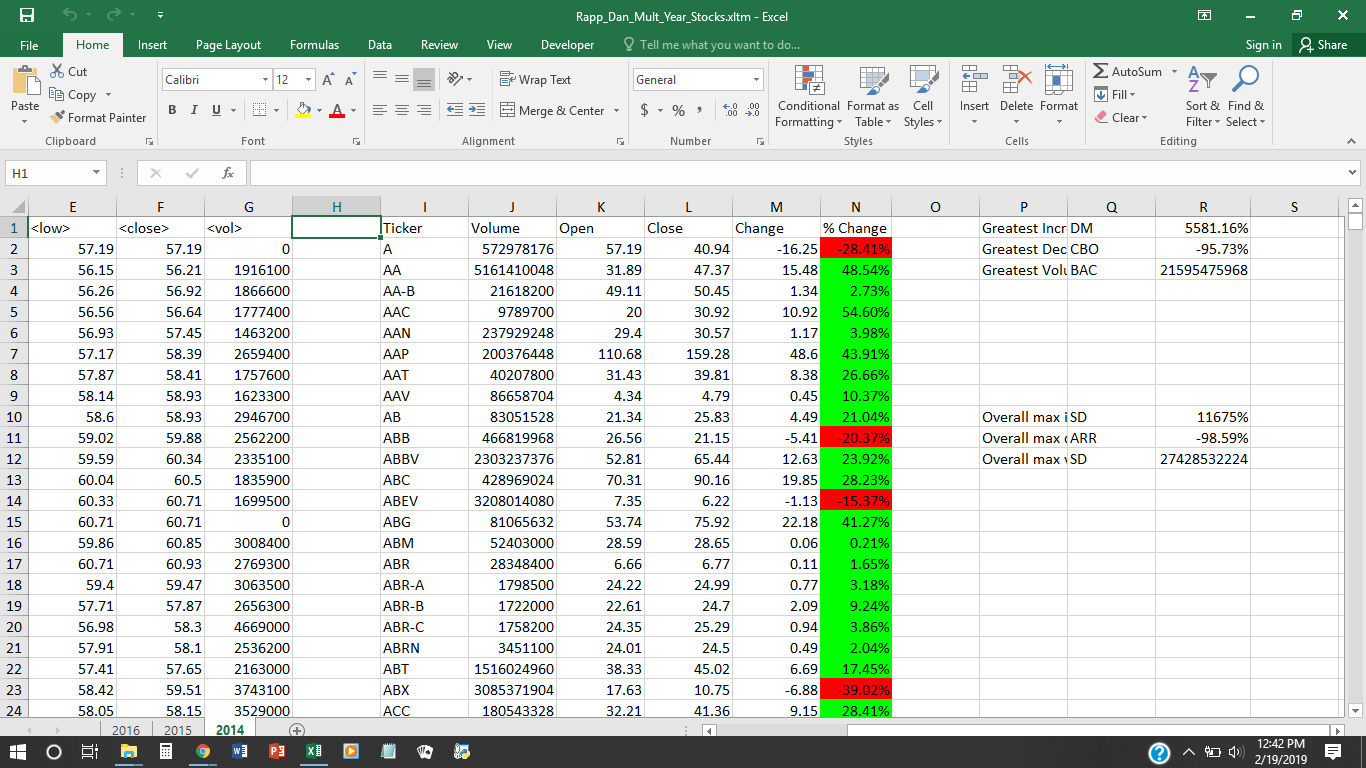 Rapp_Dan_Mult_Year_Stocks.xltm - Excel
File Home Insert Page Layout Formulas Data Review View Developer Tell me what you want to do... Sign in Share
Paste Cut Copy Format Painter Clipboard
Calibri 12 B I U A Font
Wrap Text Merge & Center Alignment
General $ % , Number
Conditional Formatting Format as Table Cell Styles Styles
Insert Delete Format Cells
AutoSum Fill Clear Sort & Filter Find & Select Editing
H1 fx
E F G H I J K L M N O P Q R S
1 <low> <close> <vol> Ticker Volume Open Close Change % Change Greatest Incr DM 5581.16%
2 57.19 57.19 0 A 572978176 57.19 40.94 -16.25 -28.41% Greatest Dec CBO -95.73%
3 56.15 56.21 1916100 AA 5161410048 31.89 47.37 15.48 48.54% Greatest Volu BAC 21595475968
4 56.26 56.92 1866600 AA-B 21618200 49.11 50.45 1.34 2.73%
5 56.56 56.64 1777400 AAC 9789700 20 30.92 10.92 54.60%
6 56.93 57.45 1463200 AAN 237929248 29.4 30.57 1.17 3.98%
7 57.17 58.39 2659400 AAP 200376448 110.68 159.28 48.6 43.91%
8 57.87 58.41 1757600 AAT 40207800 31.43 39.81 8.38 26.66%
9 58.14 58.93 1623300 AAV 86658704 4.34 4.79 0.45 10.37%
10 58.6 58.93 2946700 AB 83051528 21.34 25.83 4.49 21.04% Overall max i SD 11675%
11 59.02 59.88 2562200 ABB 466819968 26.56 21.15 -5.41 -20.37% Overall max ARR -98.59%
12 59.59 60.34 2335100 ABBV 2303237376 52.81 65.44 12.63 23.92% Overall max SD 27428532224
13 60.04 60.5 1835900 ABC 428969024 70.31 90.16 19.85 28.23%
14 60.33 60.71 1699500 ABEV 3208014080 7.35 6.22 -1.13 -15.37%
15 60.71 60.71 0 ABG 81065632 53.74 75.92 22.18 41.27%
16 59.86 60.85 3008400 ABM 52403000 28.59 28.65 0.06 0.21%
17 60.71 60.93 2769300 ABR 28348400 6.66 6.77 0.11 1.65%
18 59.4 59.47 3063500 ABR-A 1798500 24.22 24.99 0.77 3.18%
19 57.71 57.87 2656300 ABR-B 1722000 22.61 24.7 2.09 9.24%
20 56.98 58.3 4669000 ABR-C 1758200 24.35 25.29 0.94 3.86%
21 57.91 58.1 2536200 ABRN 3451100 24.01 24.5 0.49 2.04%
22 57.41 57.65 2163000 ABT 1516024960 38.33 45.02 6.69 17.45%
23 58.42 59.51 3743100 ABX 3085371904 17.63 10.75 -6.88 -39.02%
24 58.05 58.15 3529000 ACC 180543328 32.21 41.36 9.15 28.41%
2016 2015 2014
12:42 PM
2/19/2019